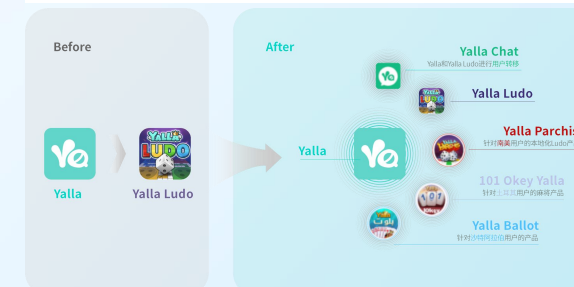 Before
After
Yalla Chat
Yalla和Yalla Ludo进行用户转移
Yalla Ludo
YALLA
LUDO
Yalla Parchis
针对南美用户的本地化Ludo产
Yalla
Yalla
Yalla Ludo
101 Okey Yalla
针对土耳其用户的麻将产品
101
Yalla Ballot
针对沙特阿拉伯用户的产品